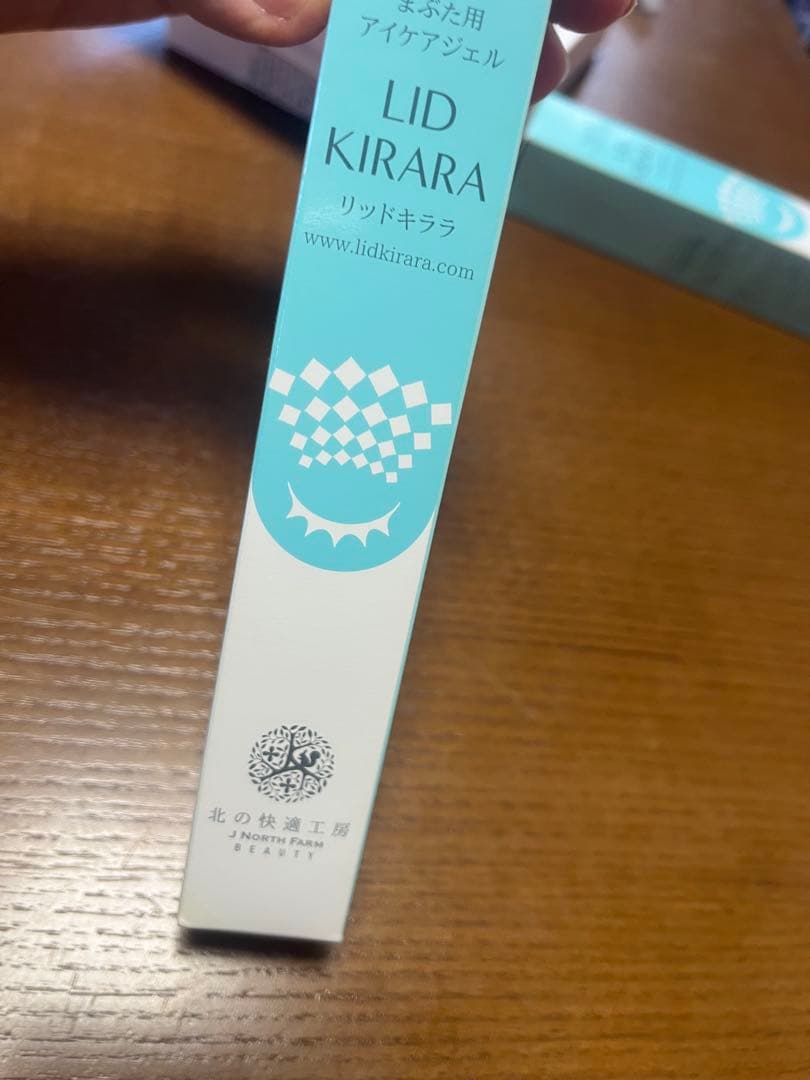 まぶた用
アイケアジェル
LID
KIRARA
リッドキララ
www.lidkirara.com
北の快適工房
J NORTH FARM
BEAUTY